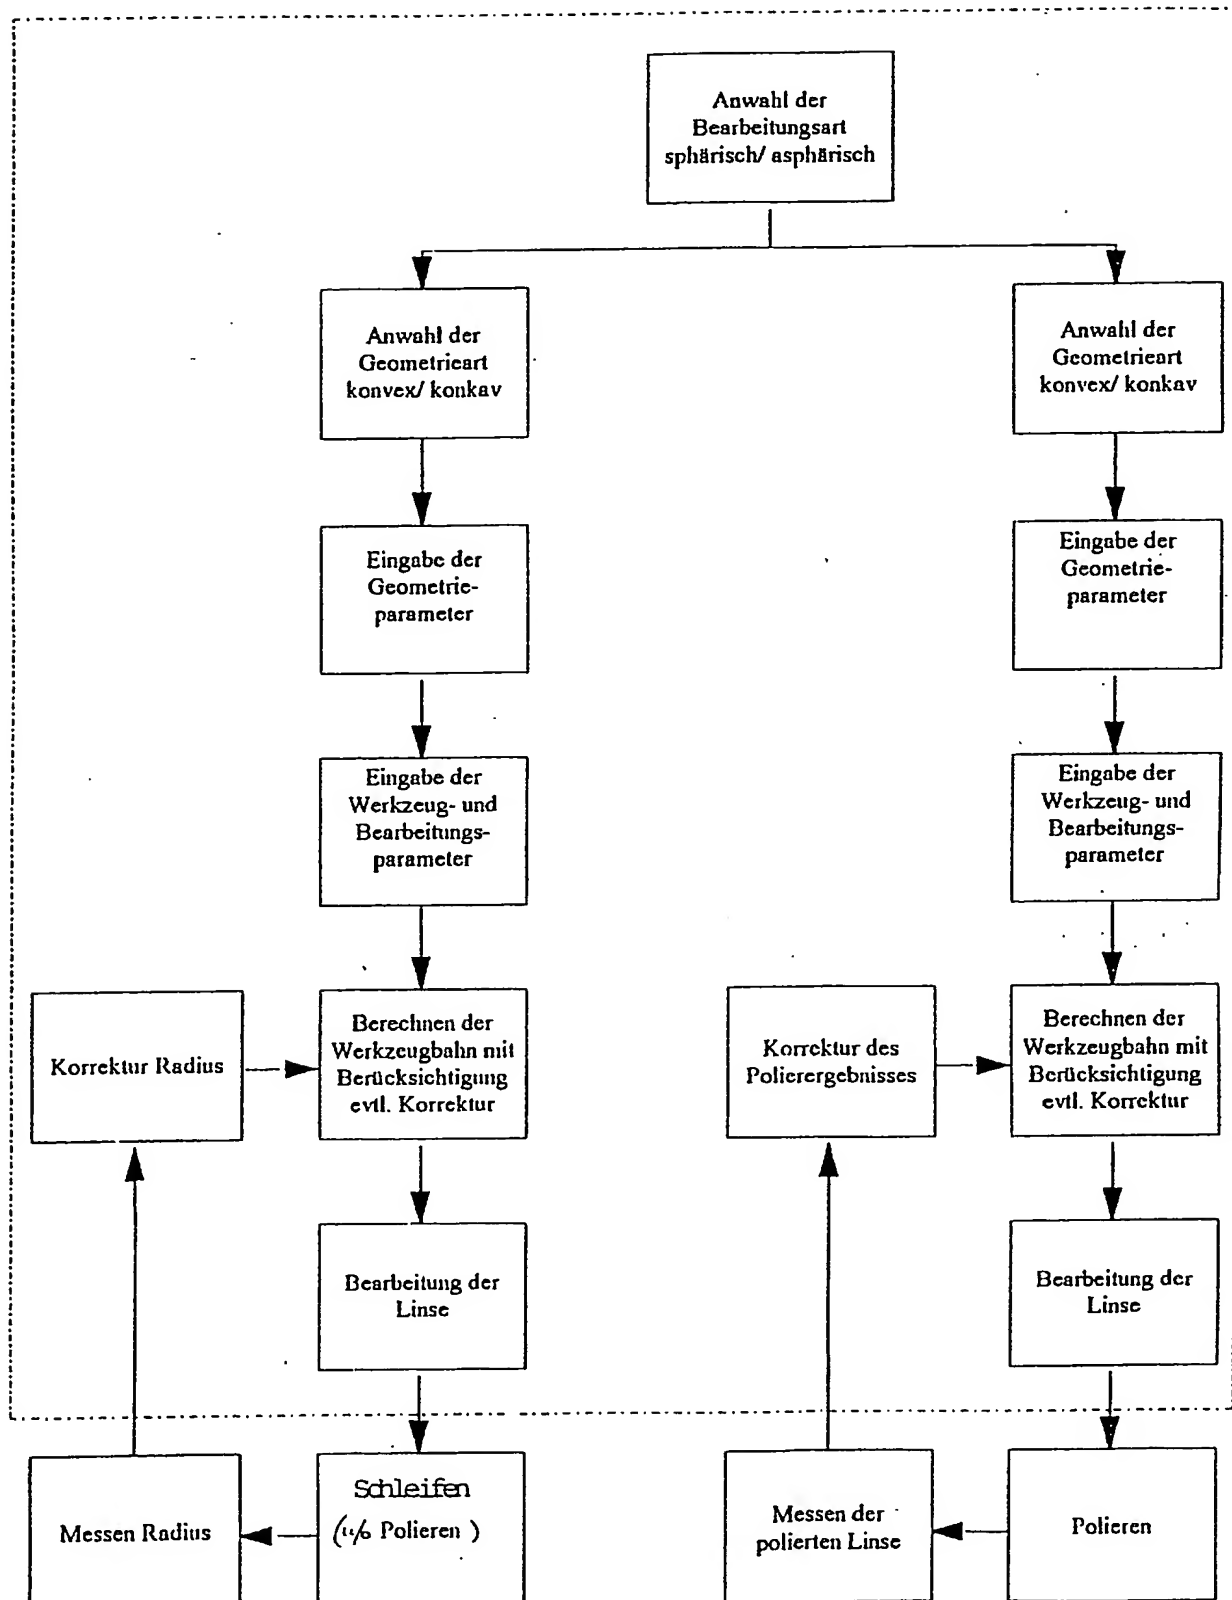 Anwahl der
Bearbeitungsart
sphärisch/ asphärisch
Anwahl der
Geometrieart
konvex/ konkav
Anwahl der
Geometrieart
konvex/ konkav
Eingabe der
Geometrie-
parameter
Eingabe der
Geometrie-
parameter
Eingabe der
Werkzeug- und
Bearbeitungs-
parameter
Eingabe der
Werkzeug- und
Bearbeitungs-
parameter
Korrektur Radius
Berechnen der
Werkzeugbahn mit
Berücksichtigung
evtl. Korrektur
Korrektur des
Polierergebnisses
Berechnen der
Werkzeugbahn mit
Berücksichtigung
evtl. Korrektur
Bearbeitung der
Linse
Bearbeitung der
Linse
Messen Radius
Schleifen
(u/o Polieren )
Messen der
polierten Linse
Polieren